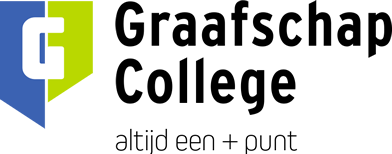 G
Graafschap
College
altijd een + punt